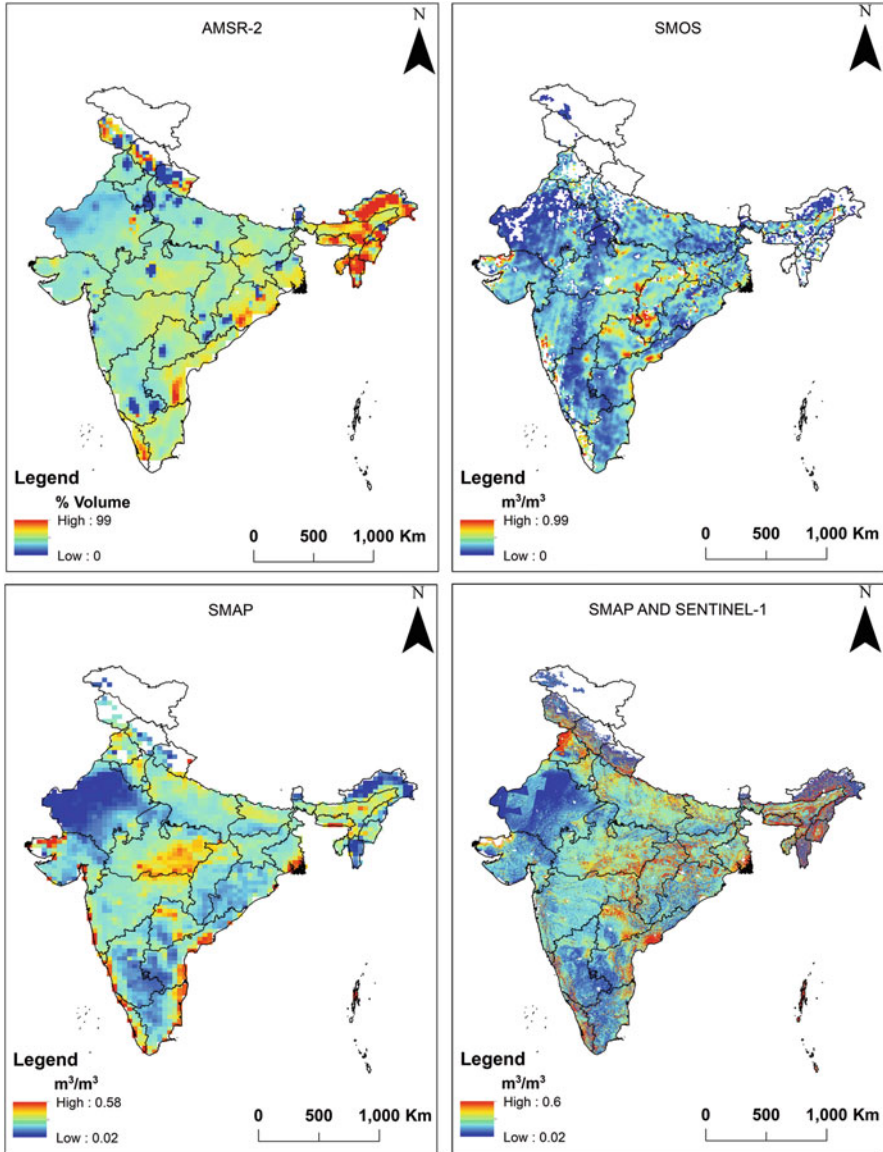 AMSR-2
N
Legend
% Volume
High : 99
Low : 0
0 500 1,000 Km
SMOS
N
Legend
m³/m³
High : 0.99
Low : 0
0 500 1,000 Km
SMAP
N
Legend
m³/m³
High : 0.58
Low : 0.02
0 500 1,000 Km
SMAP AND SENTINEL-1
N
Legend
m³/m³
High : 0.6
Low : 0.02
0 500 1,000 Km